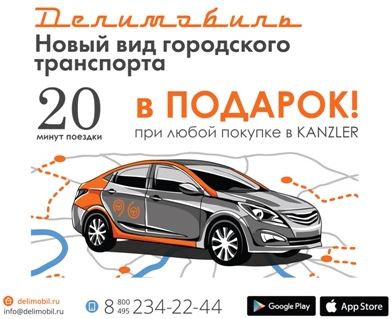 Делимобиль
Новый вид городского
транспорта
20
минут поездки
в ПОДАРОК!
при любой покупке в KANZLER
delimobil.ru
info@delimobil.ru
8 800 495 234-22-44
Google Play
App Store